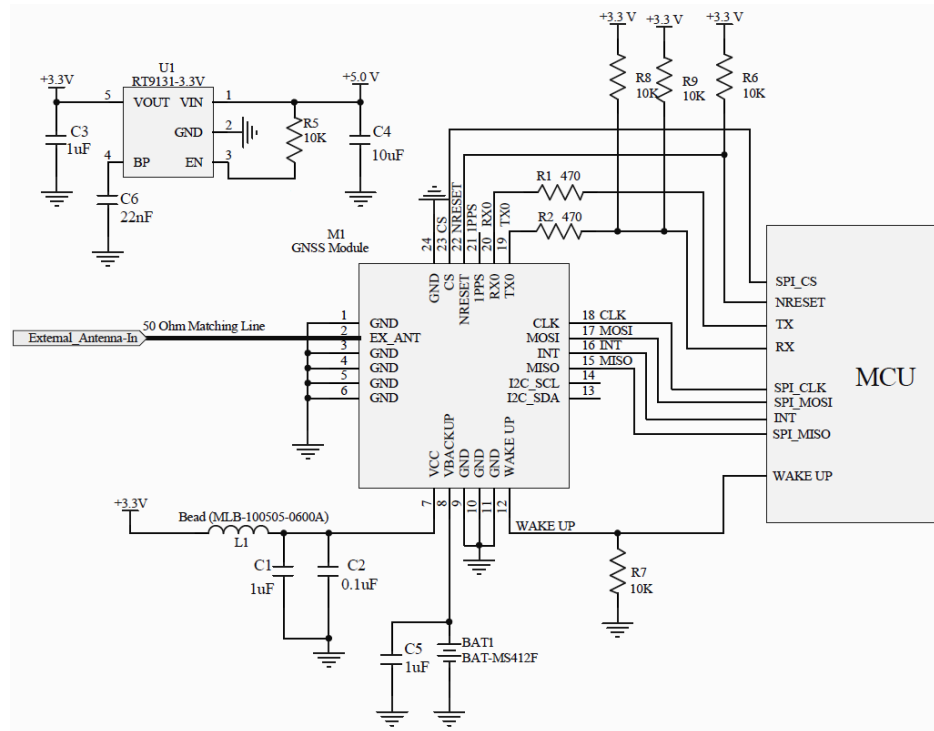 +3.3 V
+3.3 V
+3.3 V
U1
RT9131-3.3V
+3.3V
+5.0 V
5
VOUT
VIN
1
GND
2
4
BP
EN
3
C3
1uF
R5
10K
C4
10uF
C6
22nF
R8
10K
R9
10K
R6
10K
R1 470
R2 470
M1
GNSS Module
24
23 CS
22 NRESET
21 1PPS
20 RX0
19 TX0
GND
CS
NRESET
1PPS
RX0
TX0
External_Antenna-In
50 Ohm Matching Line
1
GND
2
EX_ANT
3
GND
4
GND
5
GND
6
GND
CLK
18 CLK
MOSI
17 MOSI
INT
16 INT
MISO
15 MISO
I2C_SCL
14
I2C_SDA
13
VCC
VBACKUP
GND
GND
GND
WAKE UP
7
8
9
10
11
12
SPI_CS
NRESET
TX
RX
MCU
SPI_CLK
SPI_MOSI
INT
SPI_MISO
WAKE UP
+3.3V
Bead (MLB-100505-0600A)
L1
C1
1uF
C2
0.1uF
WAKE UP
R7
10K
C5
1uF
BAT1
BAT-MS412F